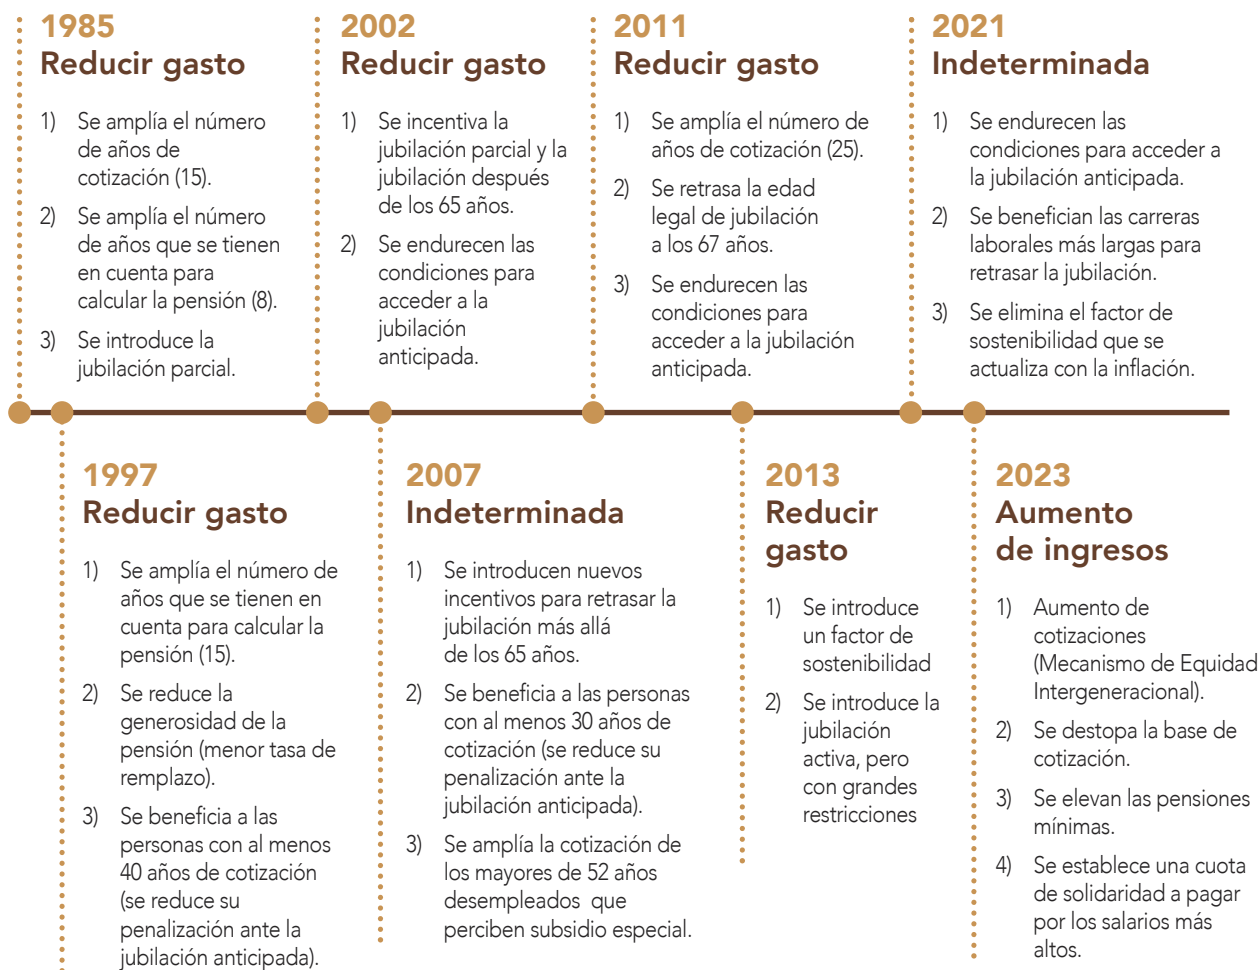 1985
Reducir gasto
1) Se amplía el número
de años de
cotización (15).
2) Se amplía el número
de años que se tienen
en cuenta para
calcular la pensión (8).
3) Se introduce la
jubilación parcial.
2002
Reducir gasto
1) Se incentiva la
jubilación parcial y la
jubilación después
de los 65 años.
2) Se endurecen las
condiciones para
acceder a la
jubilación
anticipada.
2011
Reducir gasto
1) Se amplía el número de
años de cotización (25).
2) Se retrasa la edad
legal de jubilación
a los 67 años.
3) Se endurecen las
condiciones para
acceder a la jubilación
anticipada.
2021
Indeterminada
1) Se endurecen las
condiciones para acceder a
la jubilación anticipada.
2) Se benefician las carreras
laborales más largas para
retrasar la jubilación.
3) Se elimina el factor de
sostenibilidad que se
actualiza con la inflación.
1997
Reducir gasto
1) Se amplía el número de
años que se tienen en
cuenta para calcular la
pensión (15).
2) Se reduce la
generosidad de la
pensión (menor tasa de
remplazo).
3) Se beneficia a las
personas con al menos
40 años de cotización
(se reduce su
penalización ante la
jubilación anticipada).
2007
Indeterminada
1) Se introducen nuevos
incentivos para retrasar la
jubilación más allá
de los 65 años.
2) Se beneficia a las personas
con al menos 30 años de
cotización (se reduce su
penalización ante la
jubilación anticipada).
3) Se amplía la cotización de
los mayores de 52 años
desempleados que
perciben subsidio especial.
2013
Reducir
gasto
1) Se introduce
un factor de
sostenibilidad
2) Se introduce la
jubilación
activa, pero
con grandes
restricciones
2023
Aumento
de ingresos
1) Aumento de
cotizaciones
(Mecanismo de Equidad
Intergeneracional).
2) Se destopa la base de
cotización.
3) Se elevan las pensiones
mínimas.
4) Se establece una cuota
de solidaridad a pagar
por los salarios más
altos.